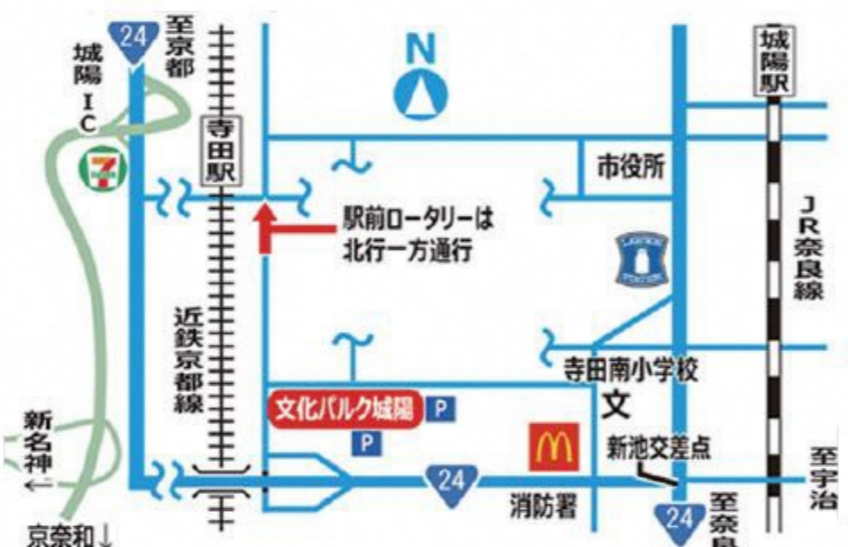 24
至京都
城陽IC
寺田駅
N
城陽駅
市役所
駅前ロータリーは
北行一方通行
LAWSON
STATION
JR奈良線
近鉄京都線
寺田南小学校
文
文化パルク城陽
P
P
新名神
←
新池交差点
24
消防署
至宇治
24
至奈良
京奈和↓
7
M